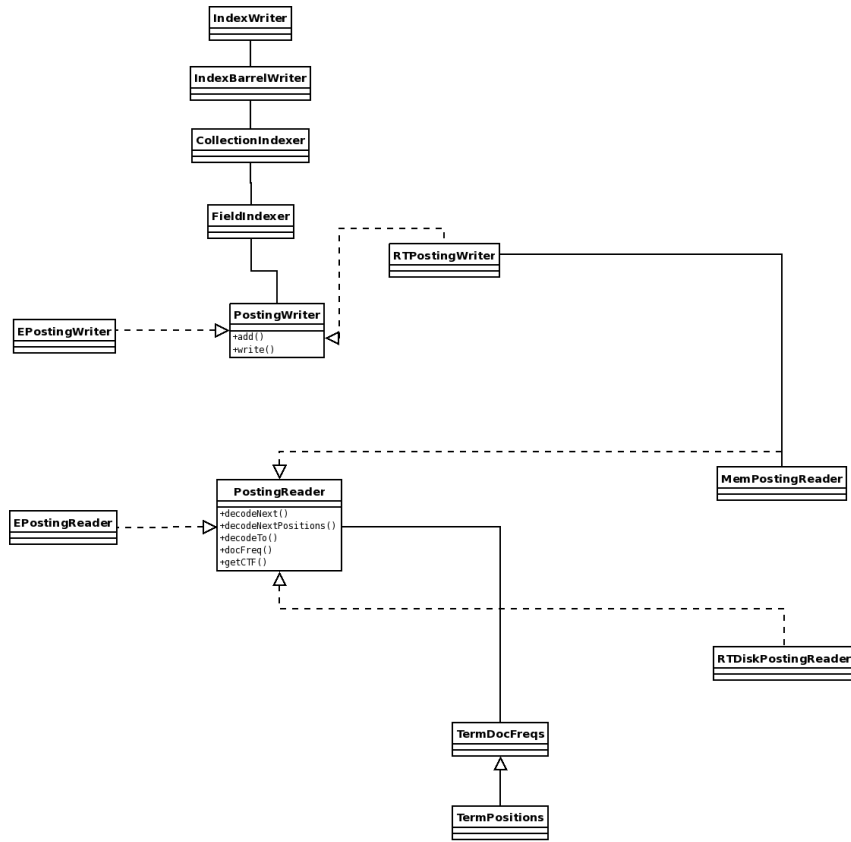 IndexWriter
IndexBarrelWriter
CollectionIndexer
FieldIndexer
RTPostingWriter
PostingWriter
+add()
+write()
EPostingWriter
MemPostingReader
PostingReader
+decodeNext()
+decodeNextPositions()
+decodeTo()
+docFreq()
+getCTF()
EPostingReader
RTDiskPostingReader
TermDocFreqs
TermPositions